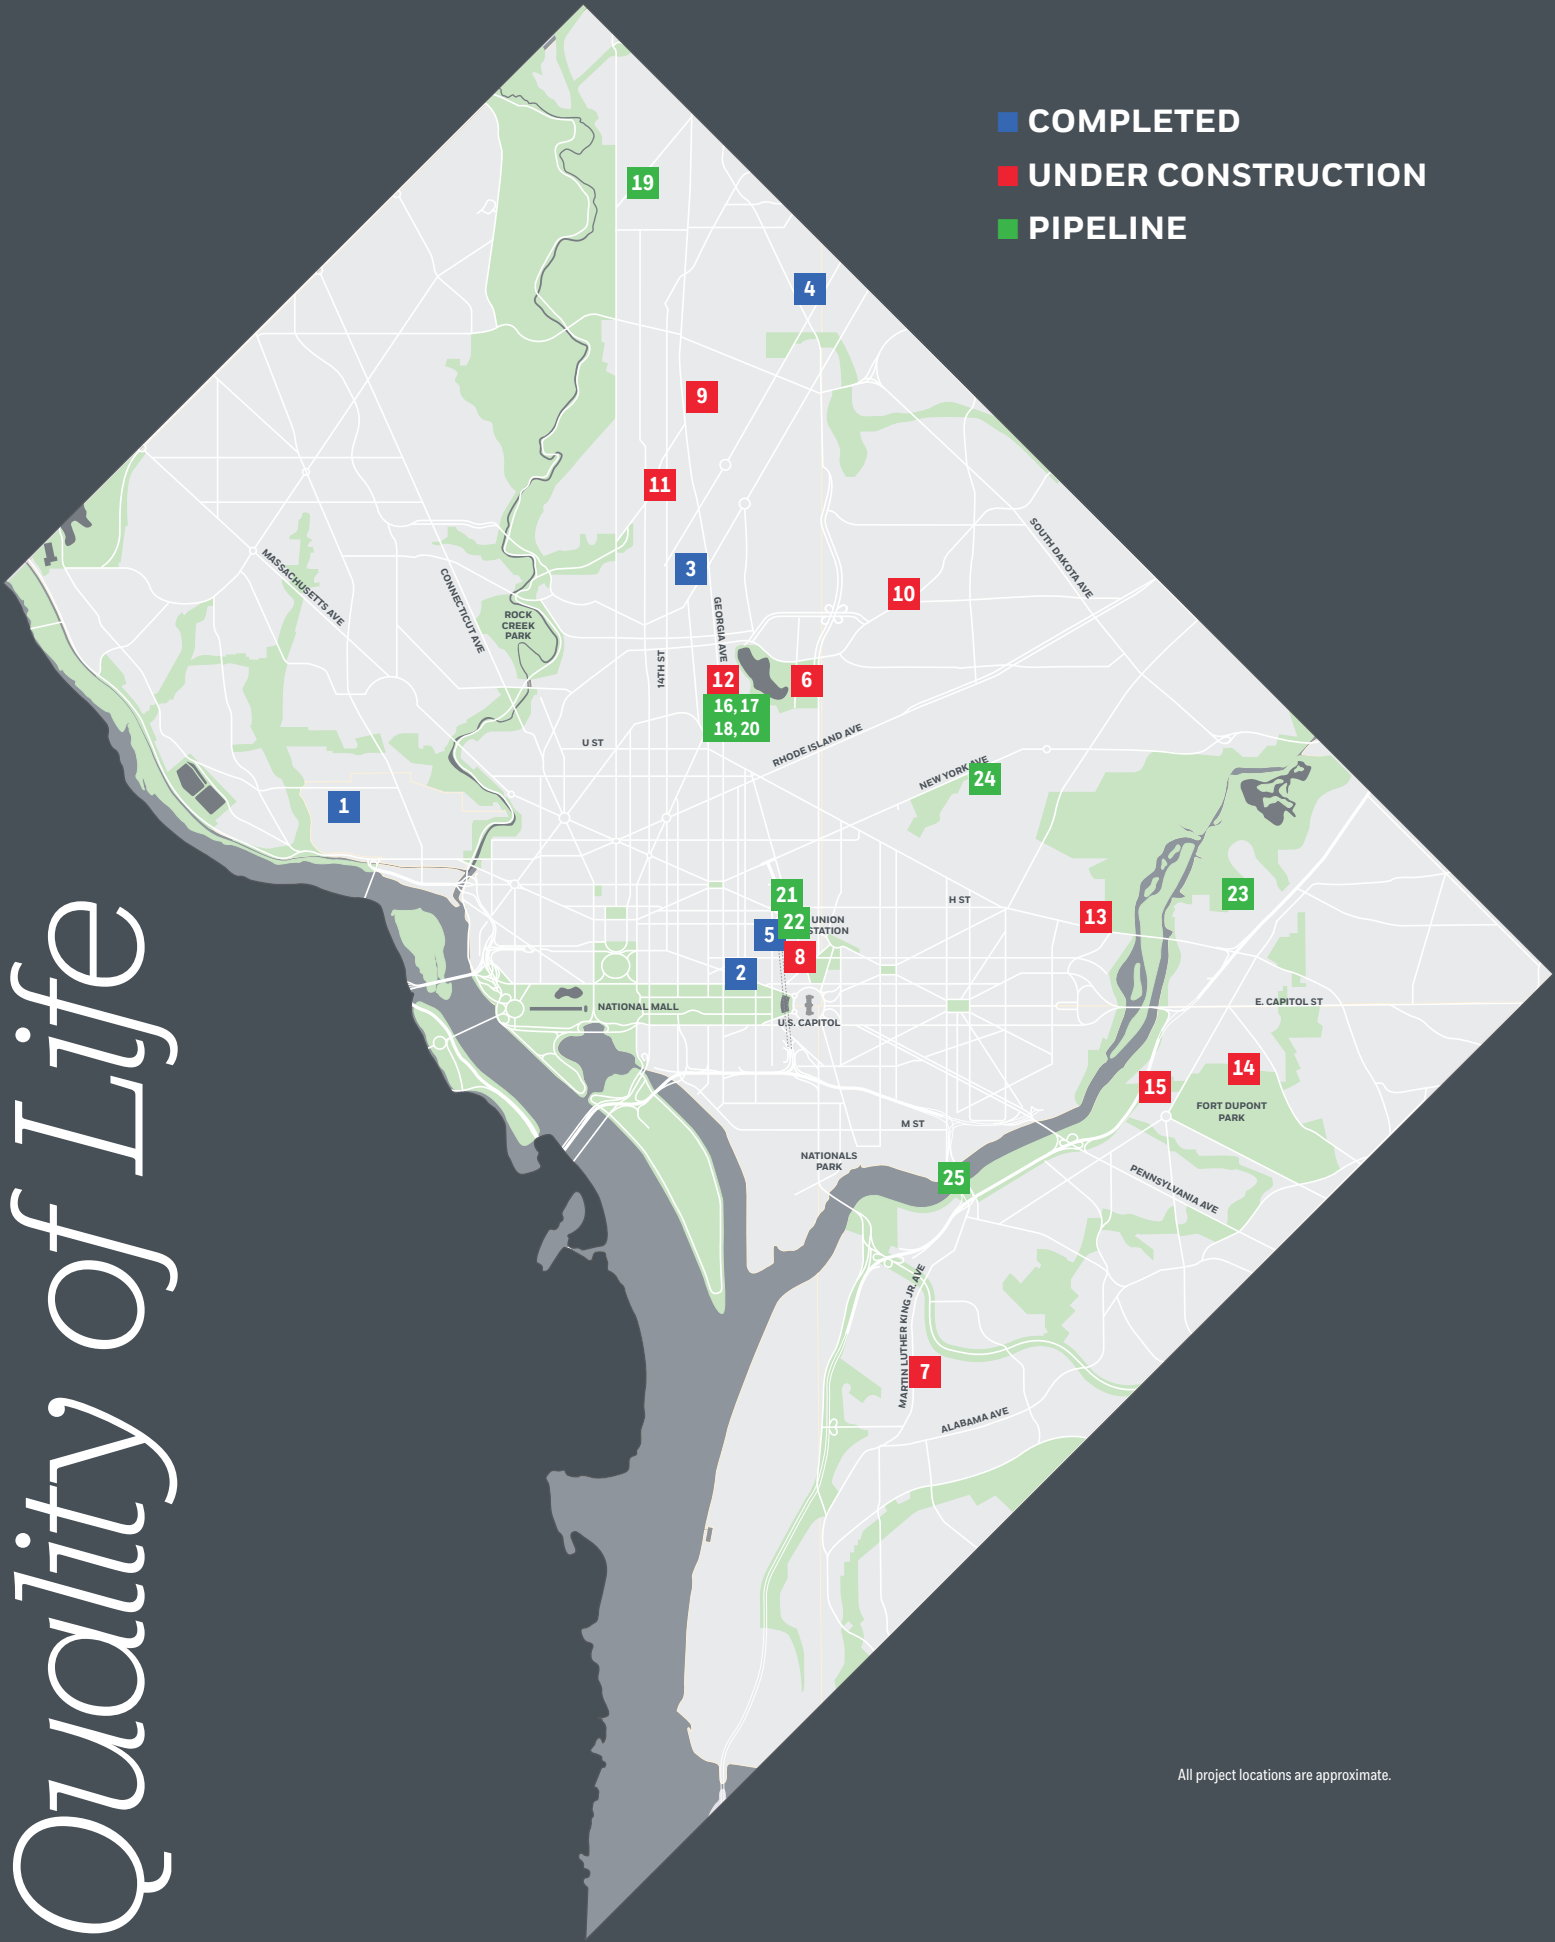 Quality of Life
COMPLETED
UNDER CONSTRUCTION
PIPELINE
19
4
9
11
3
10
SOUTH DAKOTA AVE
MASSACHUSETTS AVE
CONNECTICUT AVE
ROCK
CREEK
PARK
GEORGIA AVE
14TH ST
12
6
16, 17
18, 20
U ST
RHODE ISLAND AVE
NEW YORK AVE
24
1
21
22
UNION
STATION
5
8
2
H ST
13
23
NATIONAL MALL
U.S. CAPITOL
E. CAPITOL ST
14
15
FORT DUPONT
PARK
M ST
NATIONALS
PARK
25
PENNSYLVANIA AVE
MARTIN LUTHER KING JR. AVE
7
ALABAMA AVE
All project locations are approximate.